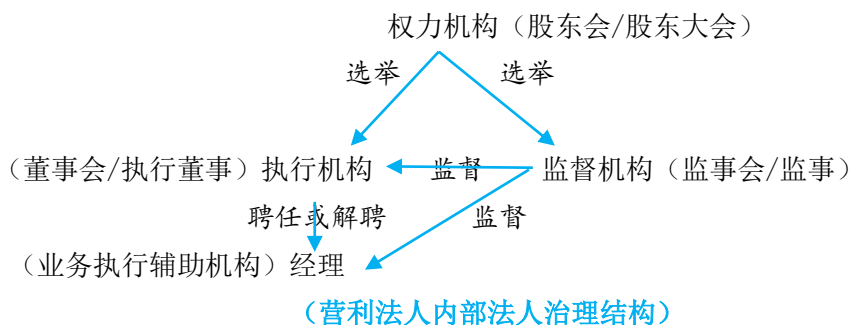 权力机构（股东会/股东大会）
选举 选举
（董事会/执行董事）执行机构 监督 监督机构（监事会/监事）
聘任或解聘 监督
（业务执行辅助机构）经理
（营利法人内部法人治理结构）